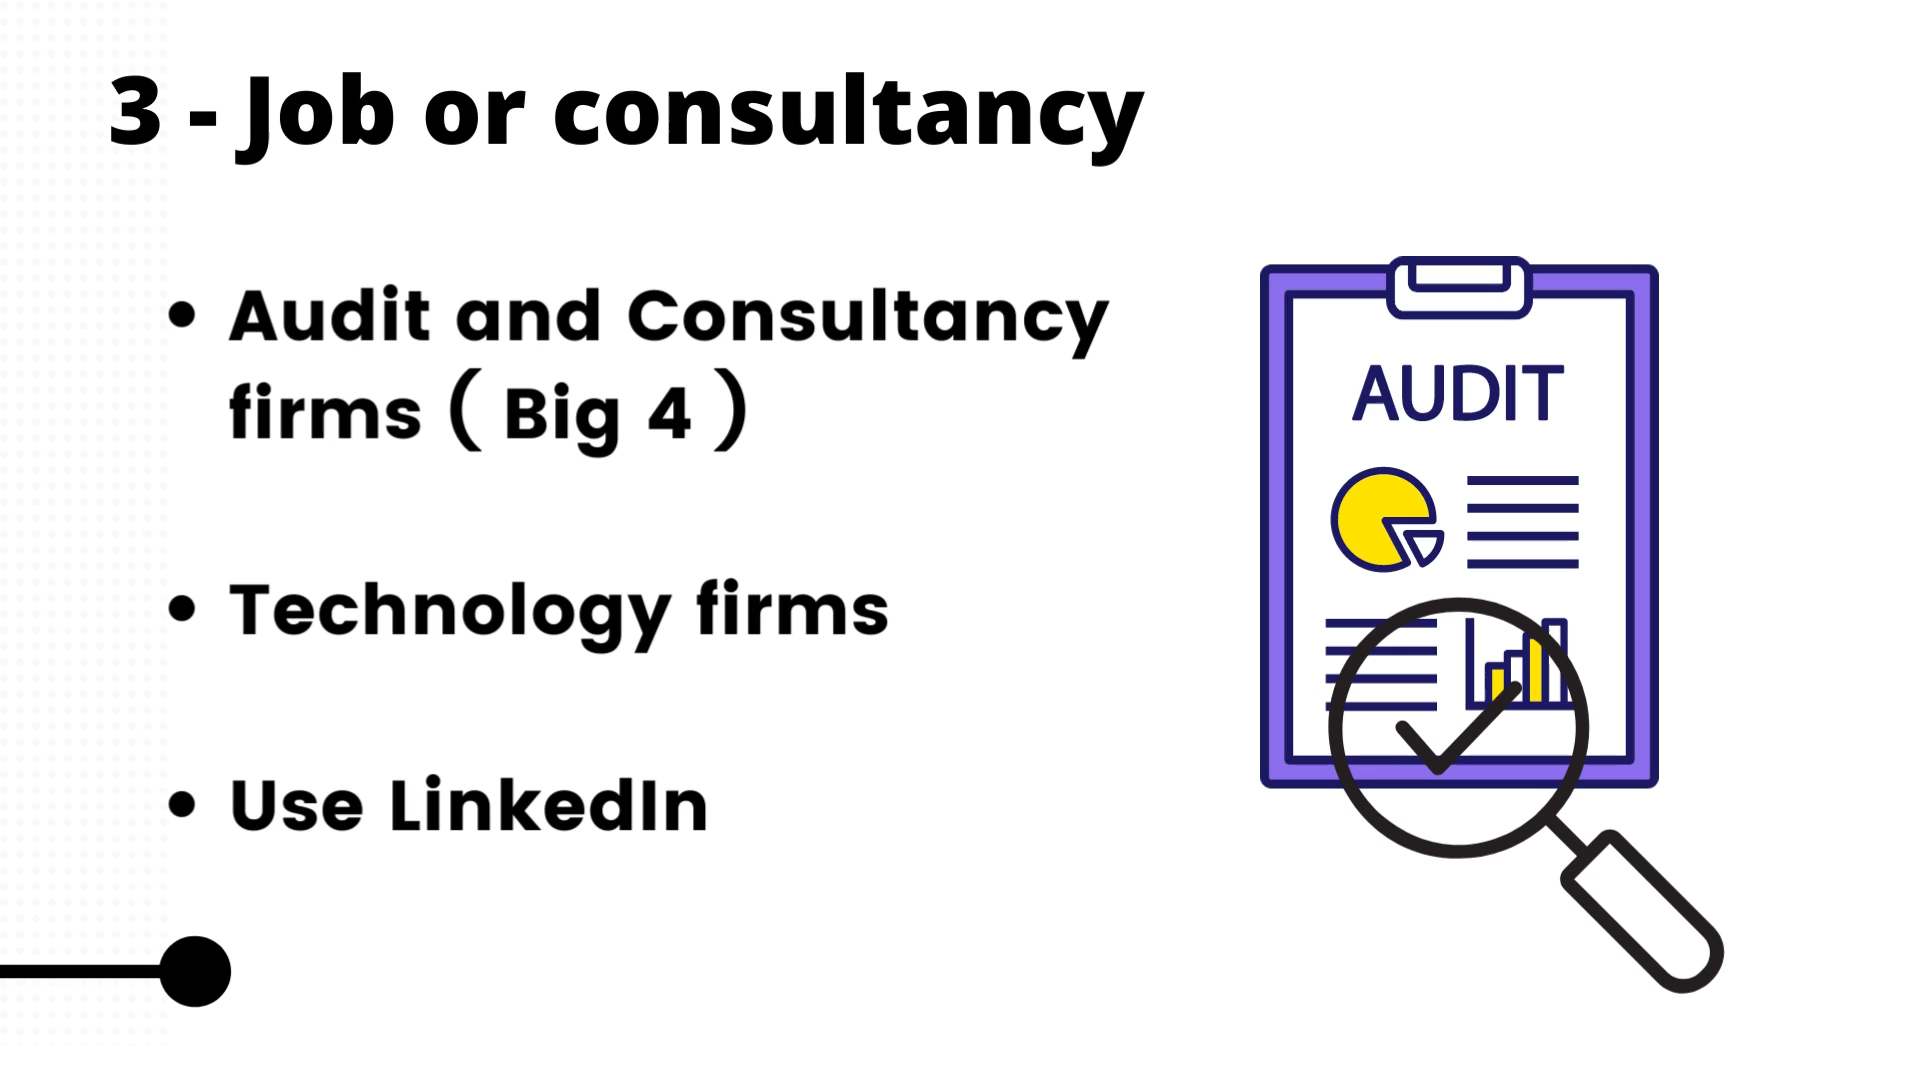 3 - Job or consultancy
• Audit and Consultancy
firms ( Big 4 )
• Technology firms
• Use LinkedIn
AUDIT